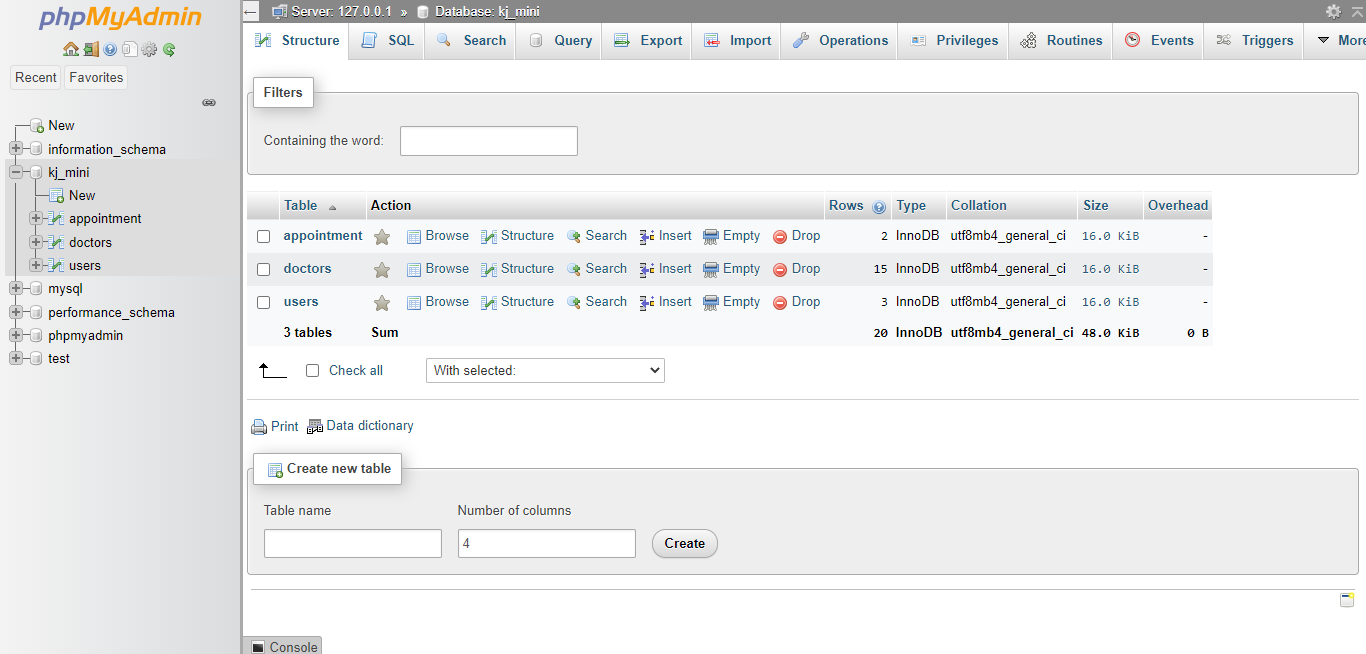 phpMyAdmin
Recent Favorites
New
information_schema
kj_mini
New
appointment
doctors
users
mysql
performance_schema
phpmyadmin
test
Server: 127.0.0.1 » Database: kj_mini
Structure SQL Search Query Export Import Operations Privileges Routines Events Triggers More
Filters
Containing the word:
Table Action Rows Type Collation Size Overhead
appointment Browse Structure Search Insert Empty Drop 2 InnoDB utf8mb4_general_ci 16.0 KiB -
doctors Browse Structure Search Insert Empty Drop 15 InnoDB utf8mb4_general_ci 16.0 KiB -
users Browse Structure Search Insert Empty Drop 3 InnoDB utf8mb4_general_ci 16.0 KiB -
3 tables Sum 20 InnoDB utf8mb4_general_ci 48.0 KiB 0 B
Check all With selected:
Print Data dictionary
Create new table
Table name Number of columns
4 Create
Console